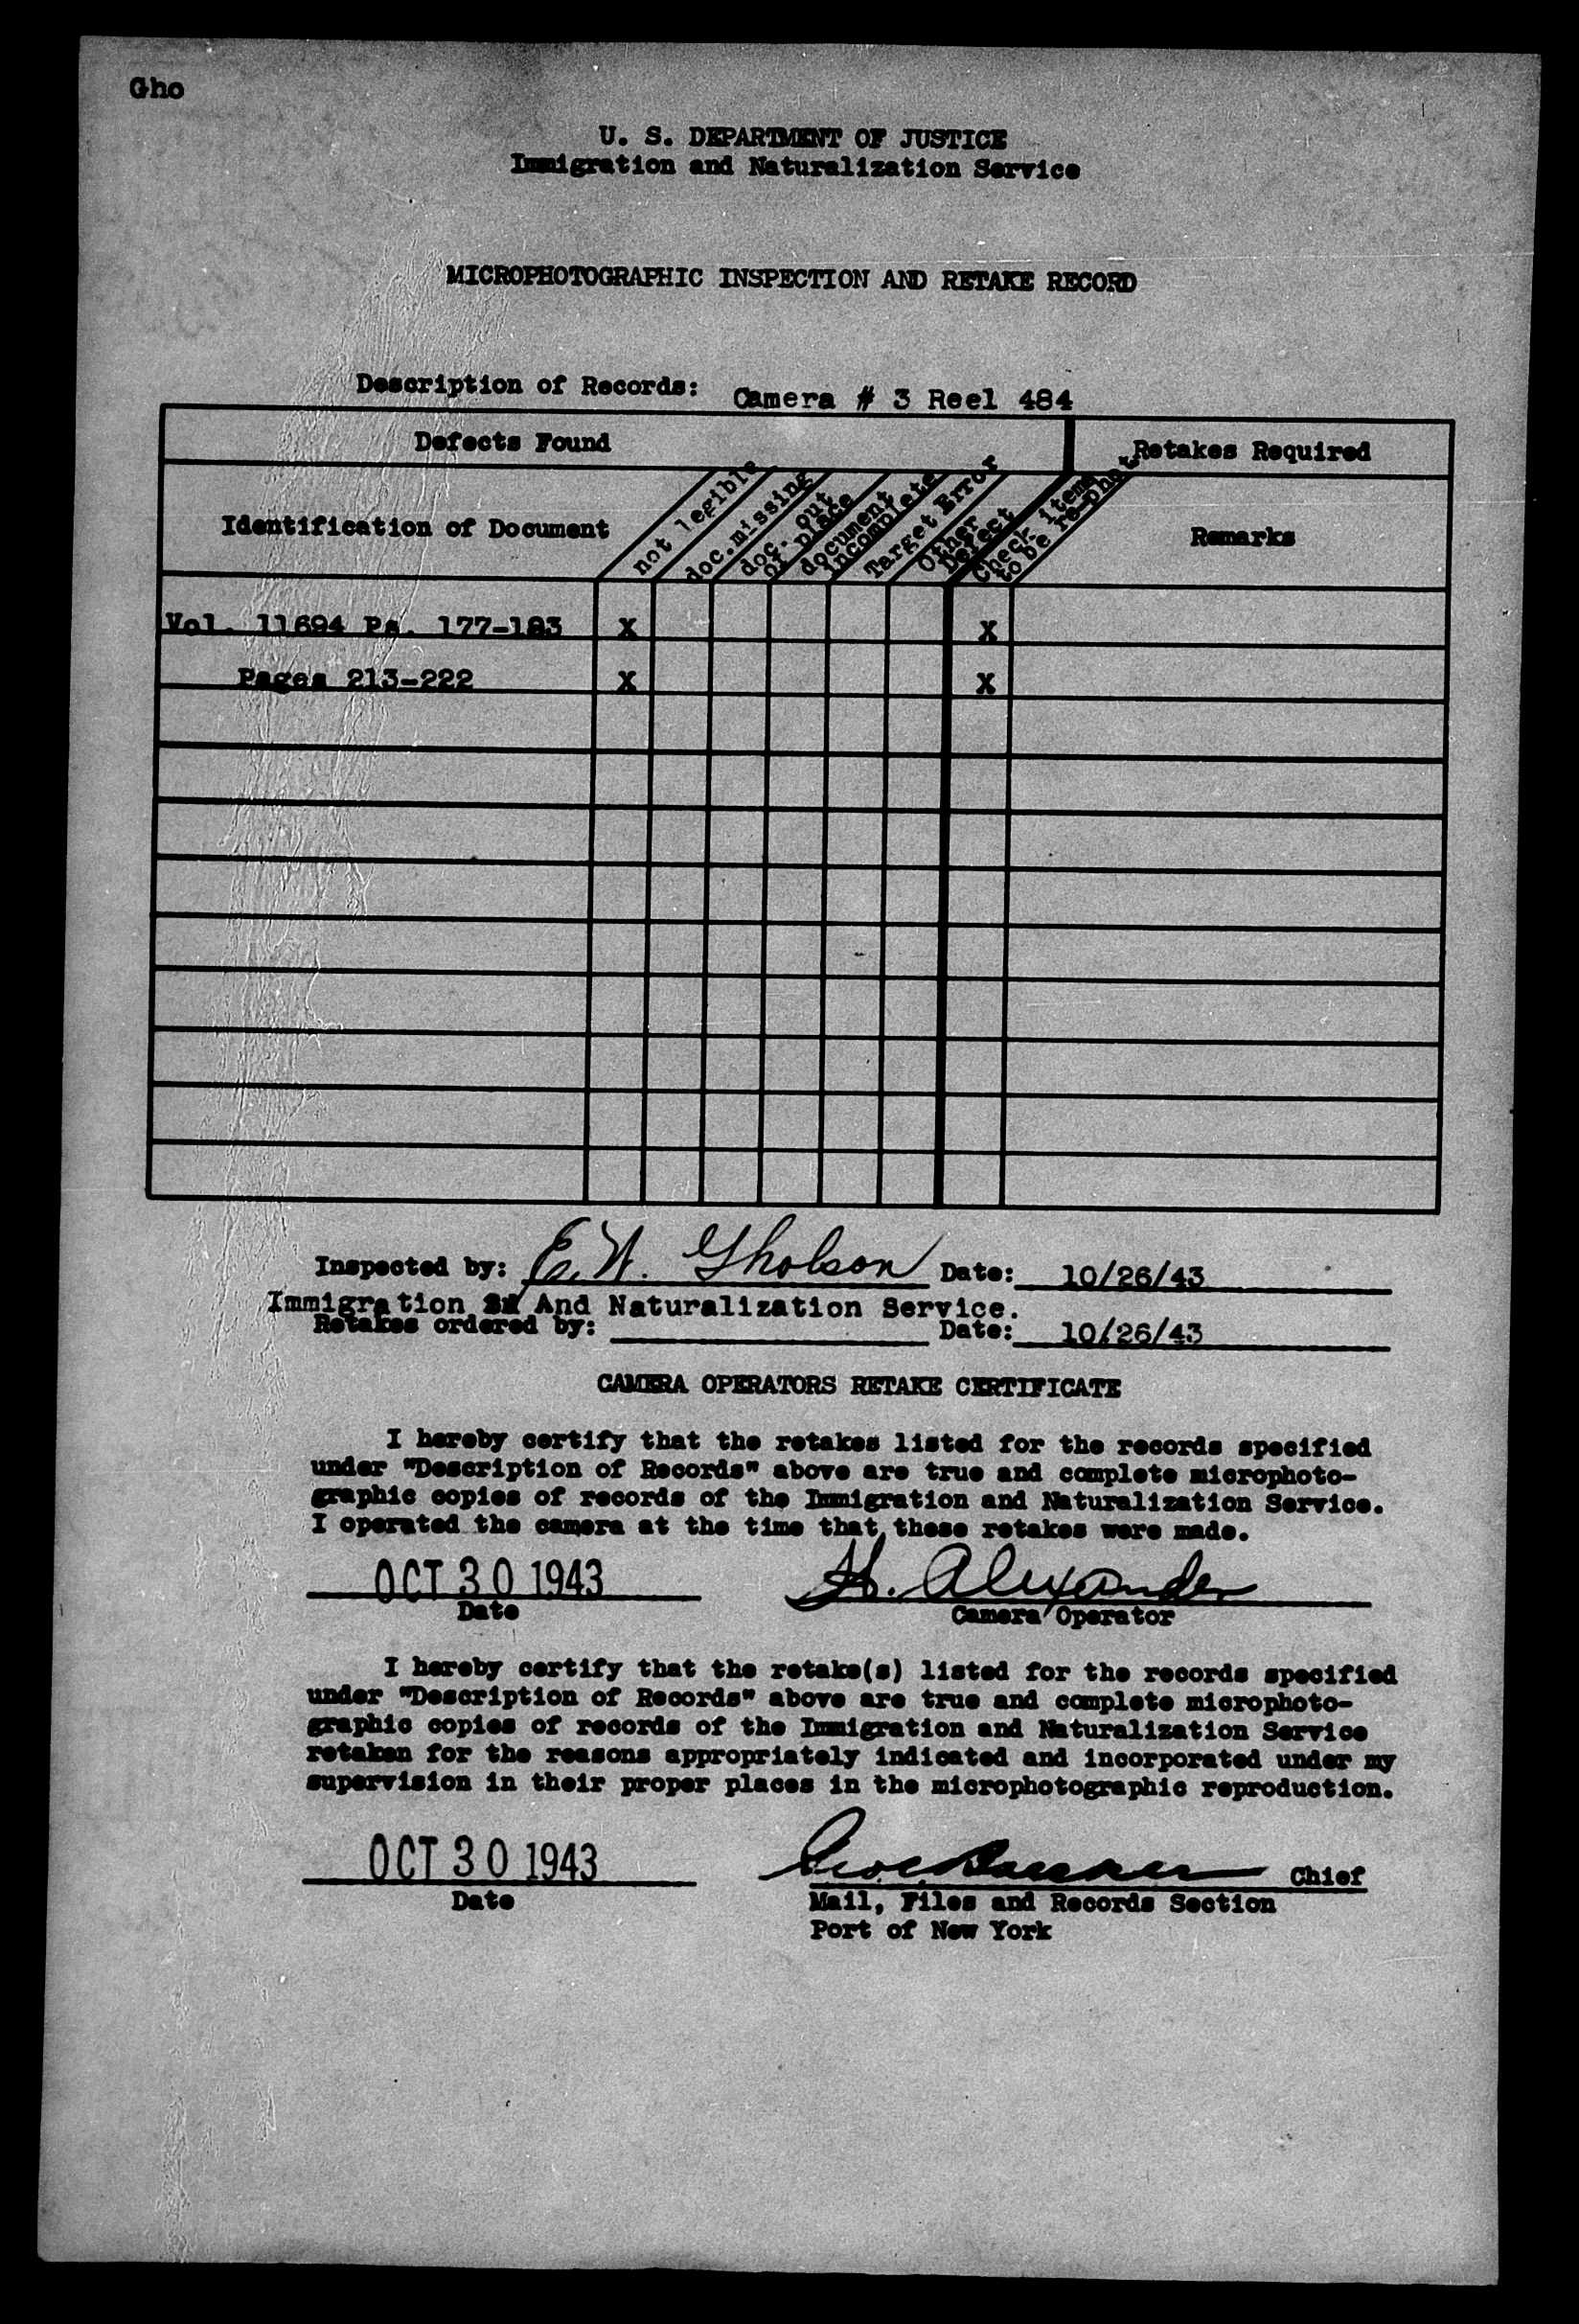 Gho
U. S. DEPARTMENT OF JUSTICE
Immigration and Naturalization Service
MICROPHOTOGRAPHIC INSPECTION AND RETAKE RECORD
Description of Records: Camera # 3 Reel 484
Defects Found
Retakes Required
Identification of Document
not legible
doc. missing
doc. out
of place
document
incomplete
Target Error
Other
Defect
Check items
to be re-phot
Remarks
Vol. 11694 Pa. 177-183 X X
Pages 213-222 X X
Inspected by: E. W. Gholson Date: 10/26/43
Immigration And Naturalization Service.
Retakes ordered by: Date: 10/26/43
CAMERA OPERATORS RETAKE CERTIFICATE
I hereby certify that the retakes listed for the records specified
under "Description of Records" above are true and complete microphoto-
graphic copies of records of the Immigration and Naturalization Service.
I operated the camera at the time that these retakes were made.
OCT 30 1943 H. Alexander
Date Camera Operator
I hereby certify that the retake(s) listed for the records specified
under "Description of Records" above are true and complete microphoto-
graphic copies of records of the Immigration and Naturalization Service
retaken for the reasons appropriately indicated and incorporated under my
supervision in their proper places in the microphotographic reproduction.
OCT 30 1943 Chief
Date Mail, Files and Records Section
Port of New York